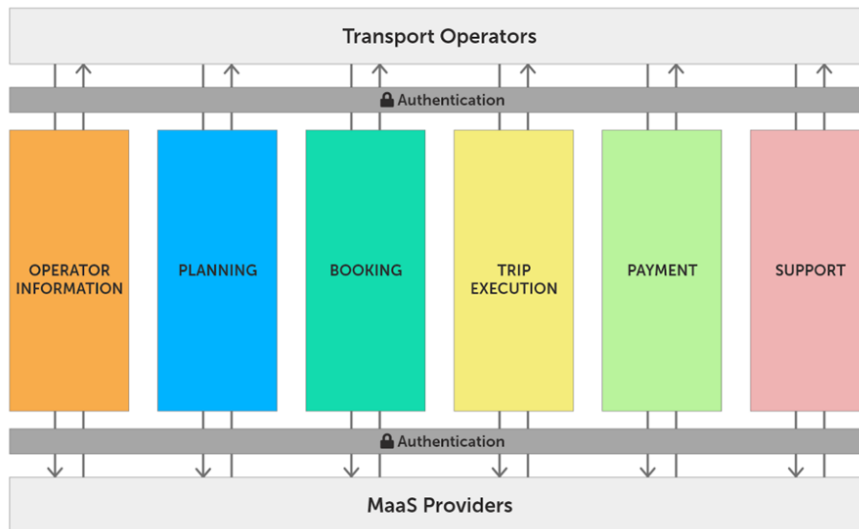 Transport Operators
Authentication
OPERATOR
INFORMATION
PLANNING
BOOKING
TRIP
EXECUTION
PAYMENT
SUPPORT
Authentication
MaaS Providers